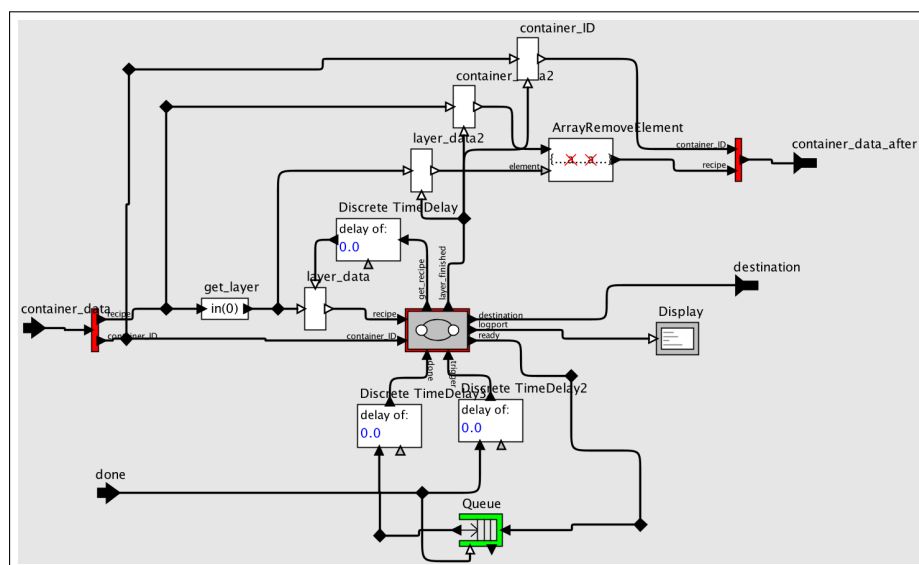 container_ID
container_data2
ArrayRemoveElement
container_ID
container_data_after
{...a...a...}
layer_data2
element
recipe
Discrete TimeDelay
delay of:
0.0
get_recipe
layer_finished
destination
get_layer
layer_data
in(0)
container_data
recipe
recipe
destination
logport
Display
container_ID
container_ID
ready
done
trigger
Discrete TimeDelay3
Discrete TimeDelay2
delay of:
0.0
delay of:
0.0
done
Queue